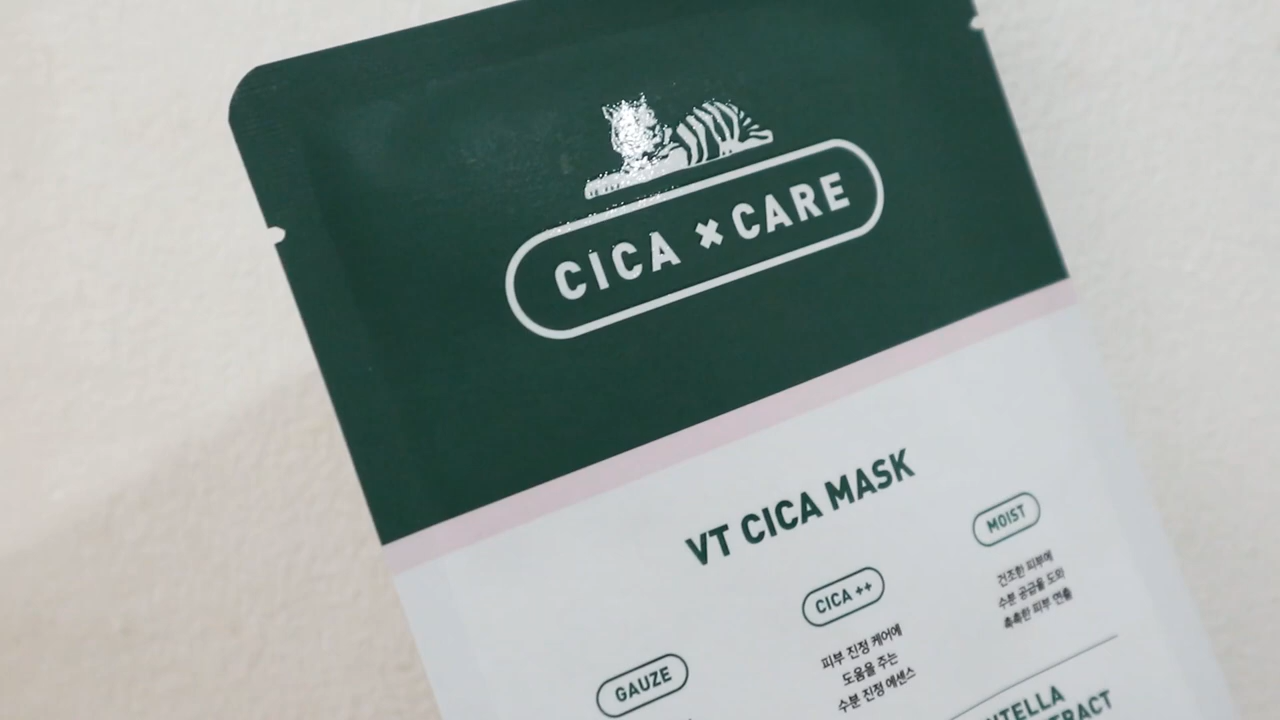 CICA × CARE
VT CICA MASK
GAUZE
CICA ++
피부 진정 케어에
도움을 주는
수분 진정 에센스
MOIST
건조한 피부에
수분 공급을 도와
촉촉한 피부 연출